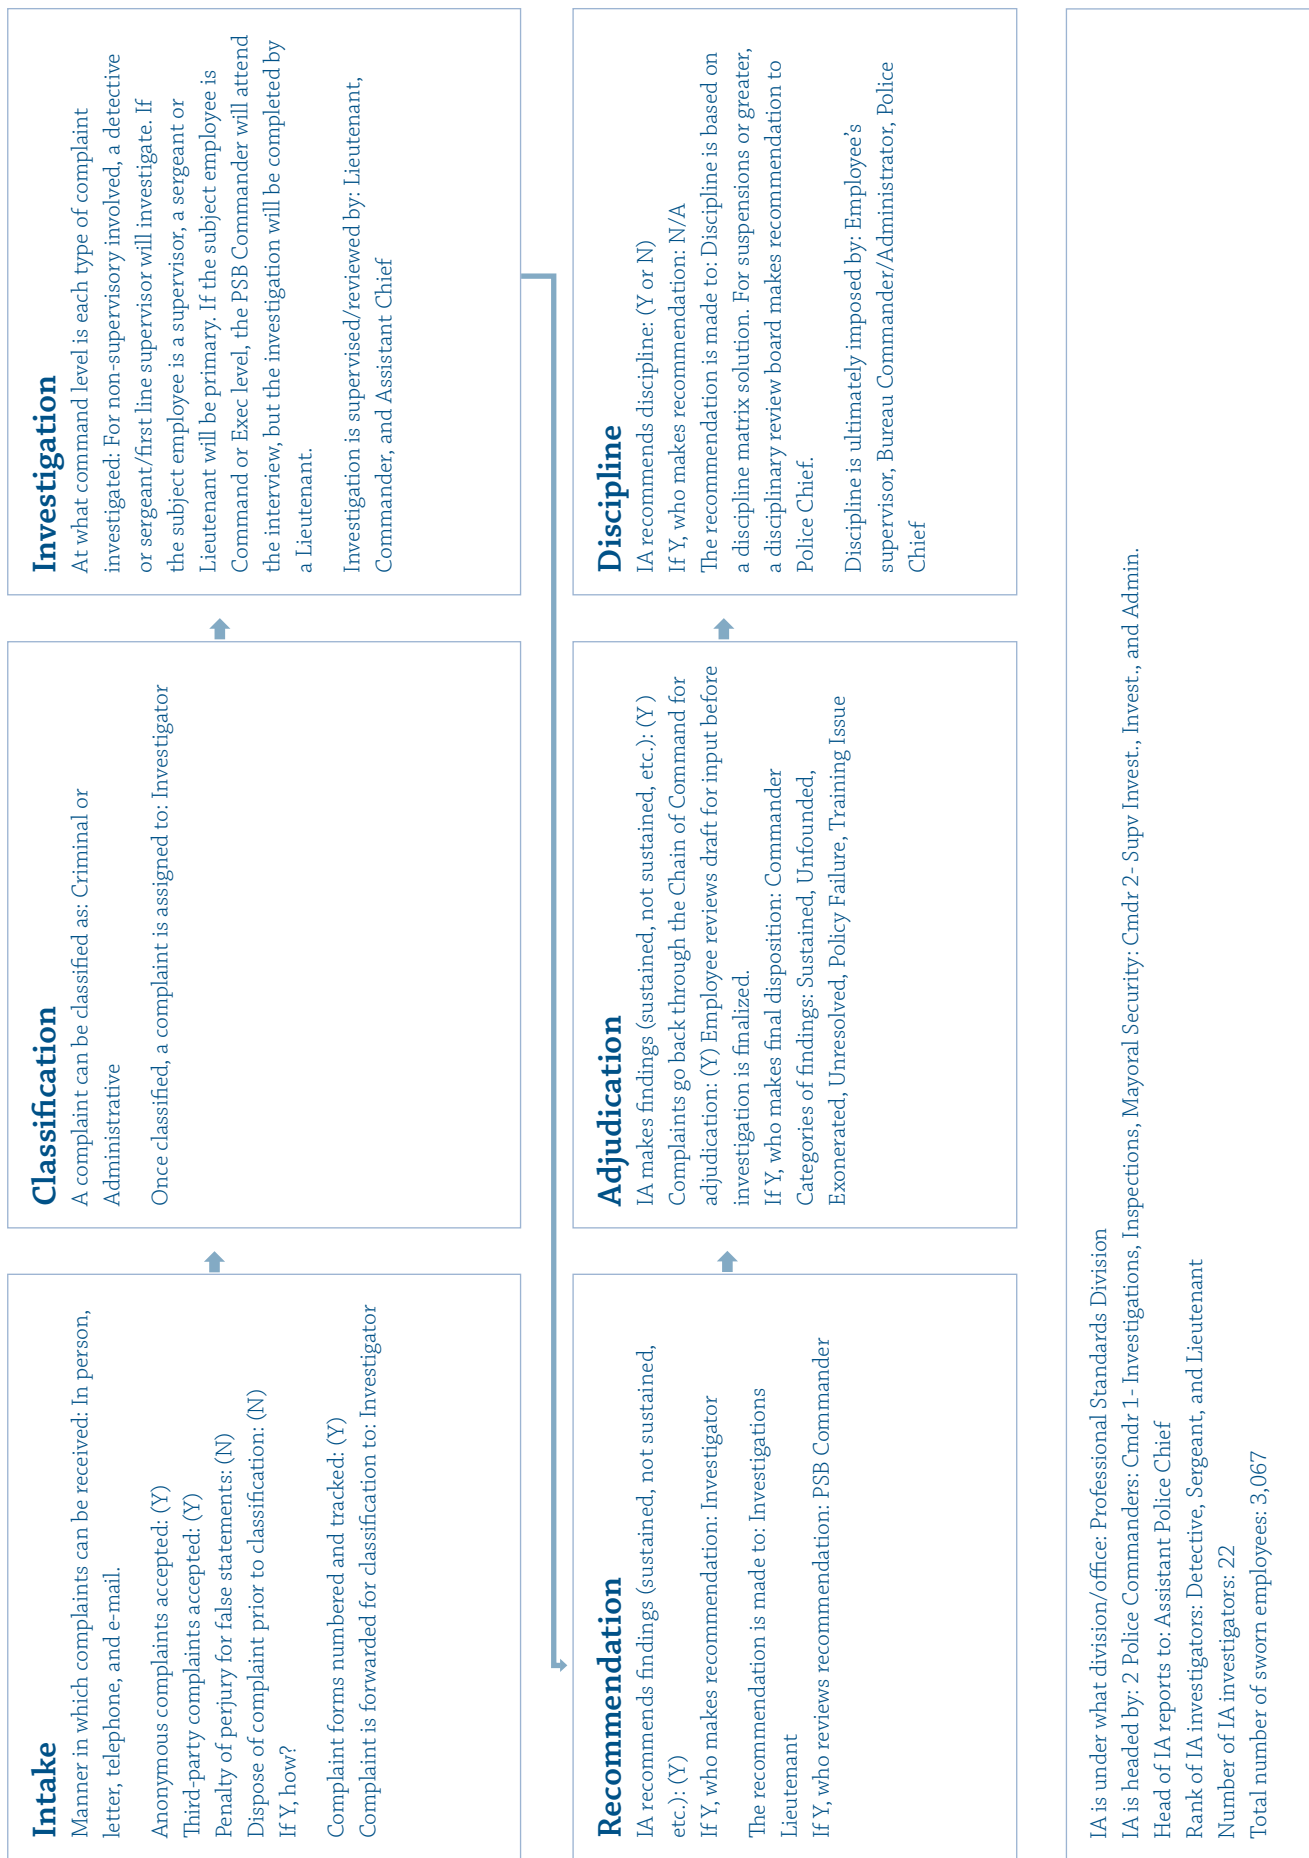 Intake
Manner in which complaints can be received: In person,
letter, telephone, and e-mail.
Anonymous complaints accepted: (Y)
Third-party complaints accepted: (Y)
Penalty of perjury for false statements: (N)
Dispose of complaint prior to classification: (N)
If Y, how?
Complaint forms numbered and tracked: (Y)
Complaint is forwarded for classification to: Investigator
Classification
A complaint can be classified as: Criminal or
Administrative
Once classified, a complaint is assigned to: Investigator
Investigation
At what command level is each type of complaint
investigated: For non-supervisory involved, a detective
or sergeant/first line supervisor will investigate. If
the subject employee is a supervisor, a sergeant or
Lieutenant will be primary. If the subject employee is
Command or Exec level, the PSB Commander will attend
the interview, but the investigation will be completed by
a Lieutenant.
Investigation is supervised/reviewed by: Lieutenant,
Commander, and Assistant Chief
Recommendation
IA recommends findings (sustained, not sustained,
etc.): (Y)
If Y, who makes recommendation: Investigator
The recommendation is made to: Investigations
Lieutenant
If Y, who reviews recommendation: PSB Commander
Adjudication
IA makes findings (sustained, not sustained, etc.): (Y )
Complaints go back through the Chain of Command for
adjudication: (Y) Employee reviews draft for input before
investigation is finalized.
If Y, who makes final disposition: Commander
Categories of findings: Sustained, Unfounded,
Exonerated, Unresolved, Policy Failure, Training Issue
Discipline
IA recommends discipline: (Y or N)
If Y, who makes recommendation: N/A
The recommendation is made to: Discipline is based on
a discipline matrix solution. For suspensions or greater,
a disciplinary review board makes recommendation to
Police Chief.
Discipline is ultimately imposed by: Employee's
supervisor, Bureau Commander/Administrator, Police
Chief
IA is under what division/office: Professional Standards Division
IA is headed by: 2 Police Commanders: Cmdr 1- Investigations, Inspections, Mayoral Security: Cmdr 2- Supv Invest., Invest., and Admin.
Head of IA reports to: Assistant Police Chief
Rank of IA investigators: Detective, Sergeant, and Lieutenant
Number of IA investigators: 22
Total number of sworn employees: 3,067